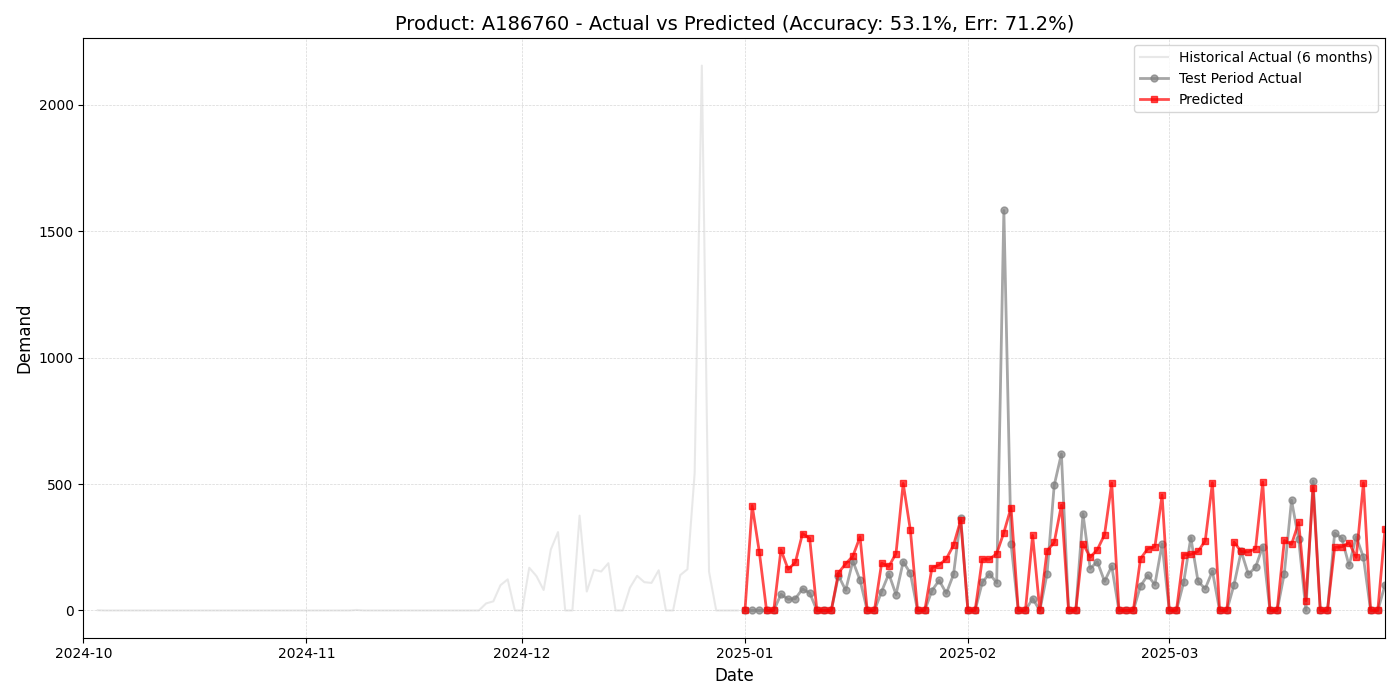 Product: A186760 - Actual vs Predicted (Accuracy: 53.1%, Err: 71.2%)
Historical Actual (6 months)
Test Period Actual
Predicted
Demand
2000
1500
1000
500
0
2024-10
2024-11
2024-12
2025-01
2025-02
2025-03
Date